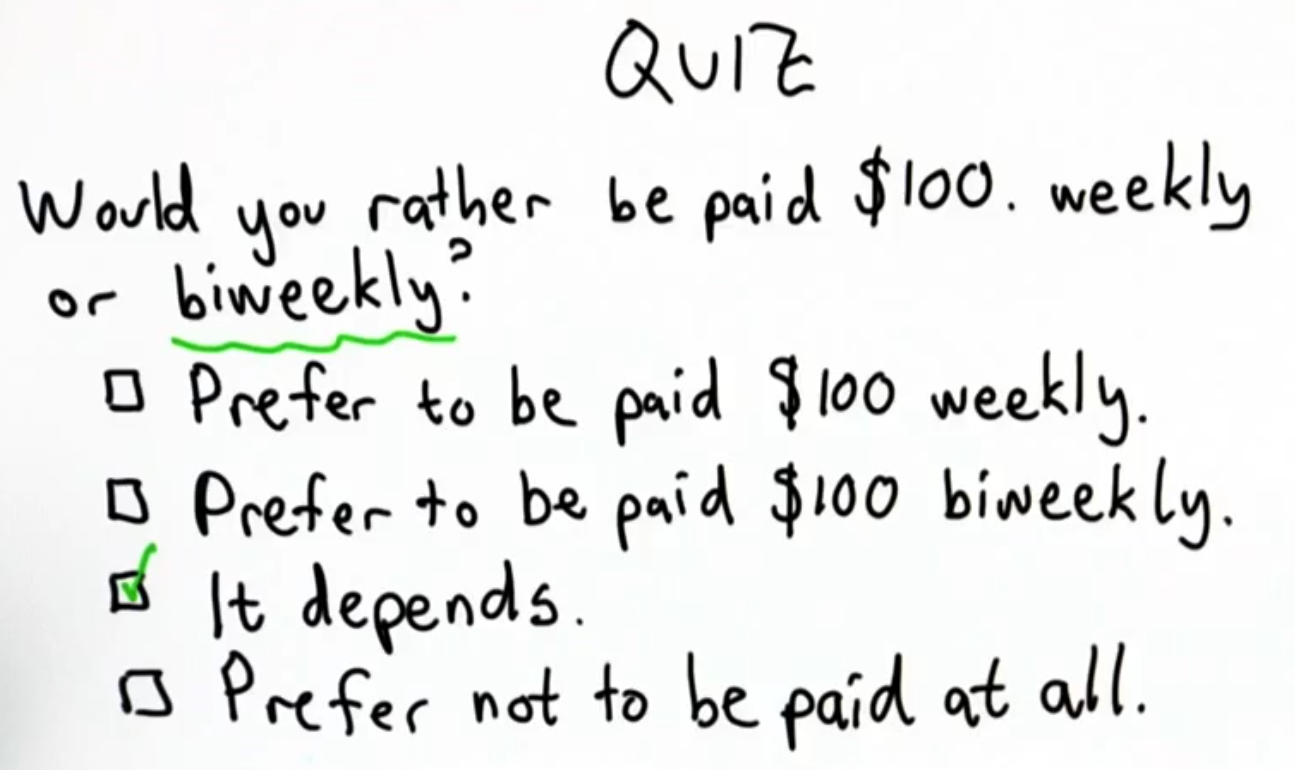 QUIZ
Would you rather be paid $100. weekly
or biweekly?
Prefer to be paid $100 weekly.
Prefer to be paid $100 biweekly.
It depends.
Prefer not to be paid at all.